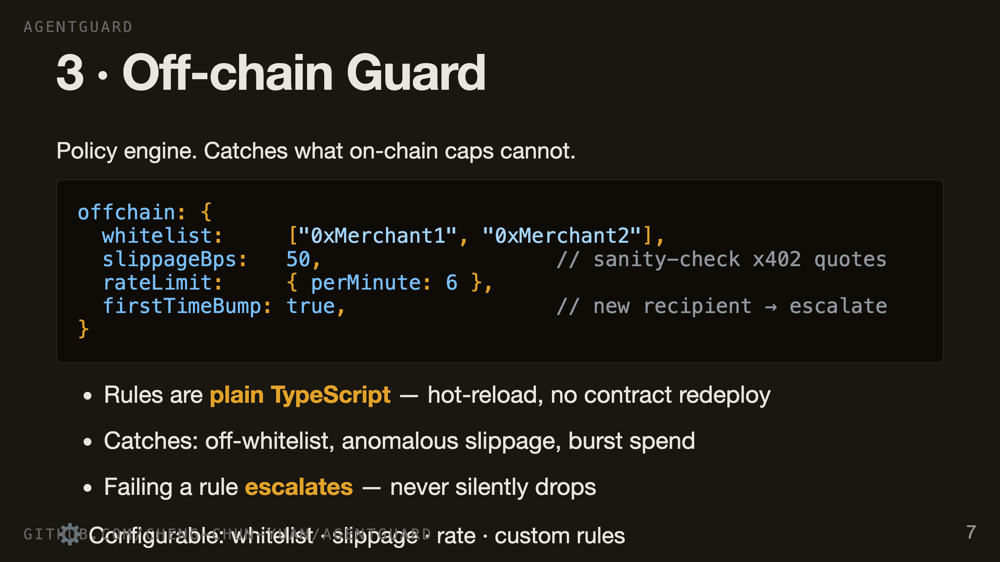 AGENTGUARD
3 · Off-chain Guard
Policy engine. Catches what on-chain caps cannot.
offchain: {
  whitelist:     ["0xMerchant1", "0xMerchant2"],
  slippageBps:   50,                   // sanity-check x402 quotes
  rateLimit:     { perMinute: 6 },
  firstTimeBump: true,                 // new recipient → escalate
}
• Rules are plain TypeScript — hot-reload, no contract redeploy
• Catches: off-whitelist, anomalous slippage, burst spend
• Failing a rule escalates — never silently drops
⚙ Configurable: whitelist · slippage · rate · custom rules
GITHUB.COM/CHENG-CHUN-YUAN/AGENTGUARD
7